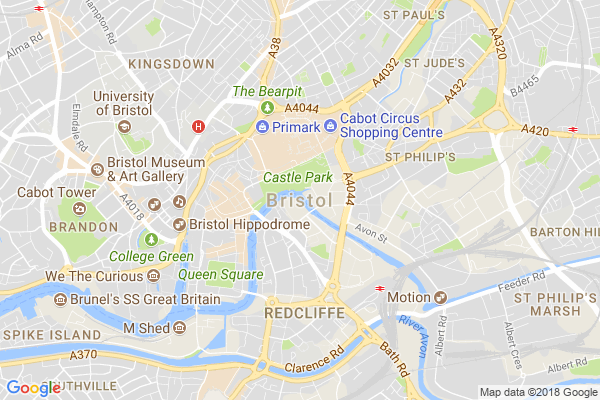 ST PAUL'S
Hampton Rd
Alma Rd
A38
A4320
KINGSDOWN
A4032
ST JUDE'S
A432
B4465
The Bearpit
University
of Bristol
A4044
Elmdale Rd
H
Primark
Cabot Circus
Shopping Centre
A420
ST PHILIP'S
Bristol Museum
& Art Gallery
Castle Park
A4044
Cabot Tower
A4018
Bristol
BRANDON
Bristol Hippodrome
Avon St
BARTON HILL
College Green
We The Curious
Queen Square
Feeder Rd
Brunel's SS Great Britain
Motion
ST PHILIP'S
MARSH
REDCLIFFE
M Shed
SPIKE ISLAND
River Avon
Albert Rd
Albert Cres
A370
Clarence Rd
Bath Rd
Albert Rd
Google
UTHVILLE
Map data ©2018 Google